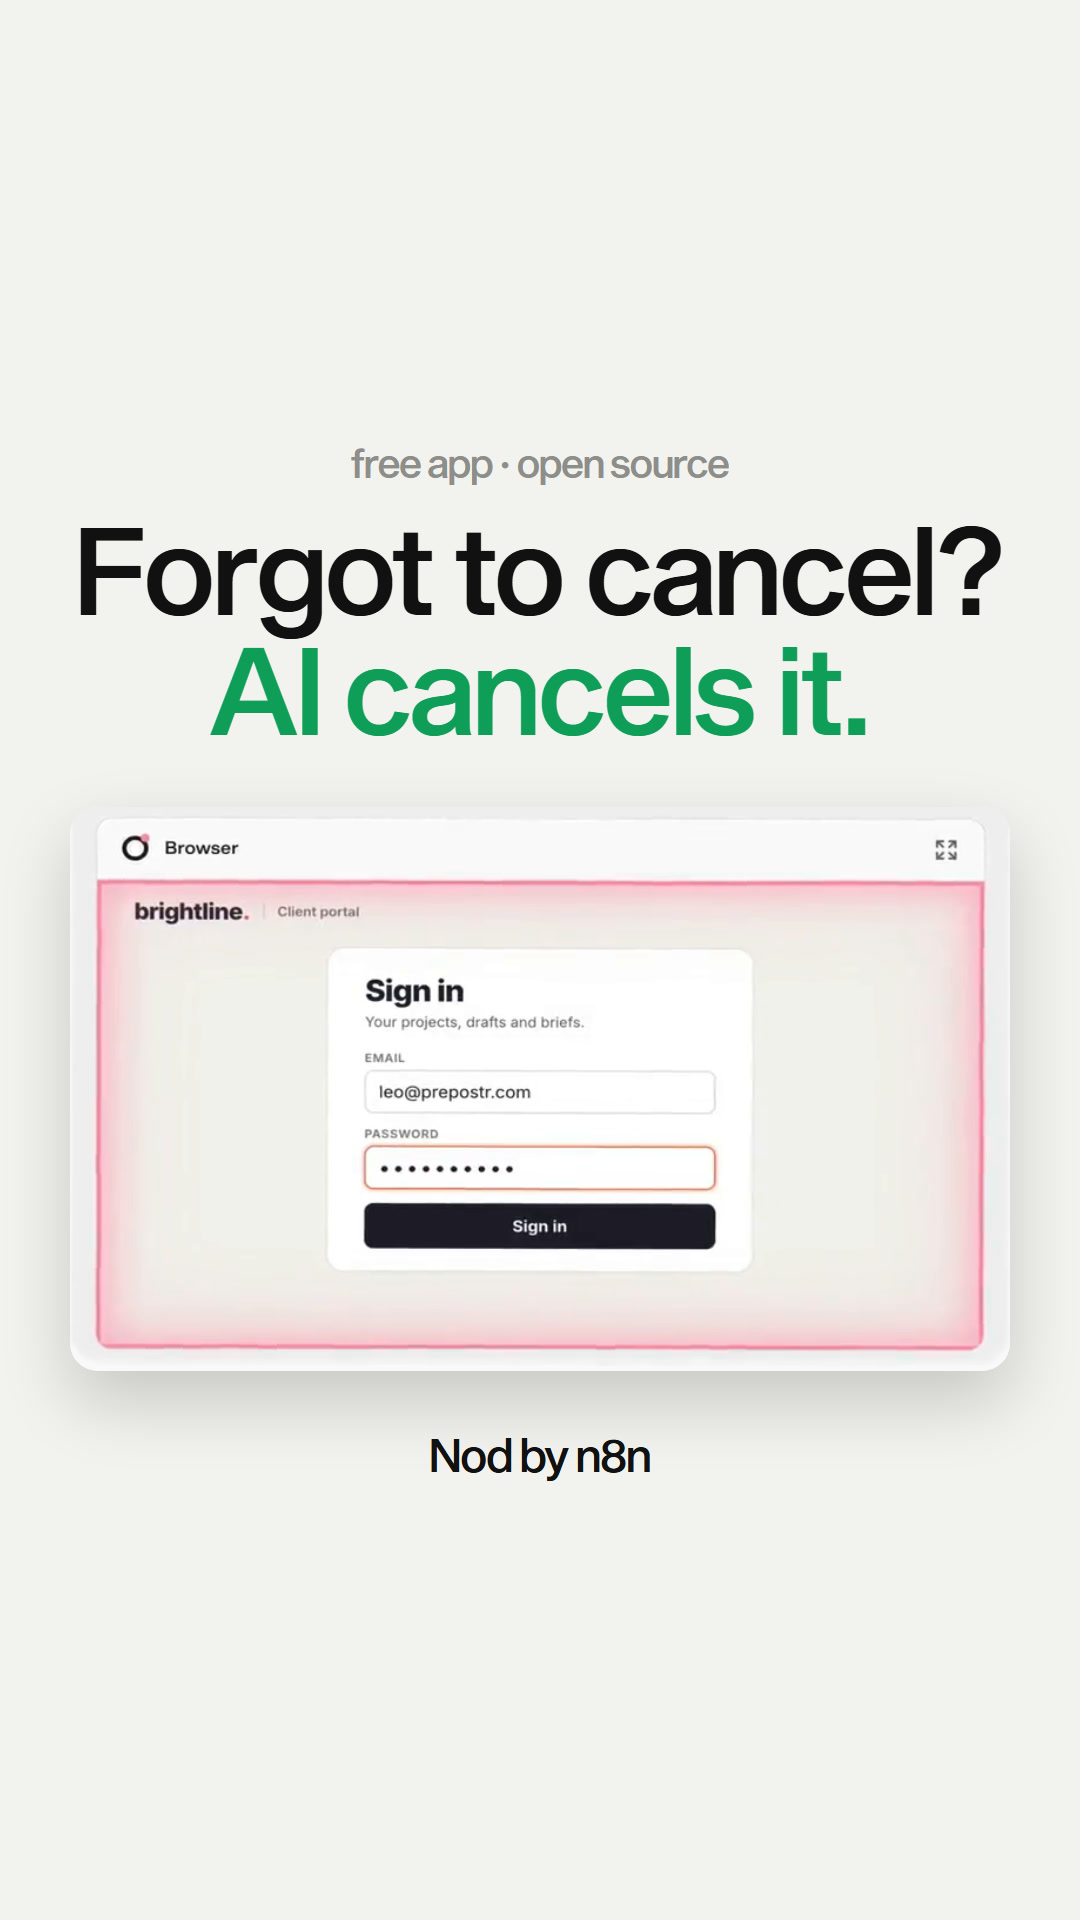 free app · open source
Forgot to cancel?
AI cancels it.
Browser
brightline. Client portal
Sign in
Your projects, drafts and briefs.
EMAIL
leo@prepostr.com
PASSWORD
••••••••••
Sign in
Nod by n8n